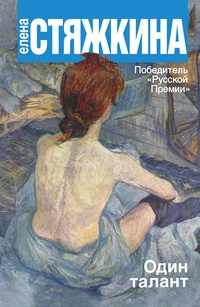 елена
СТЯЖКИНА
Победитель
«Русской
Премии»
Один
талант